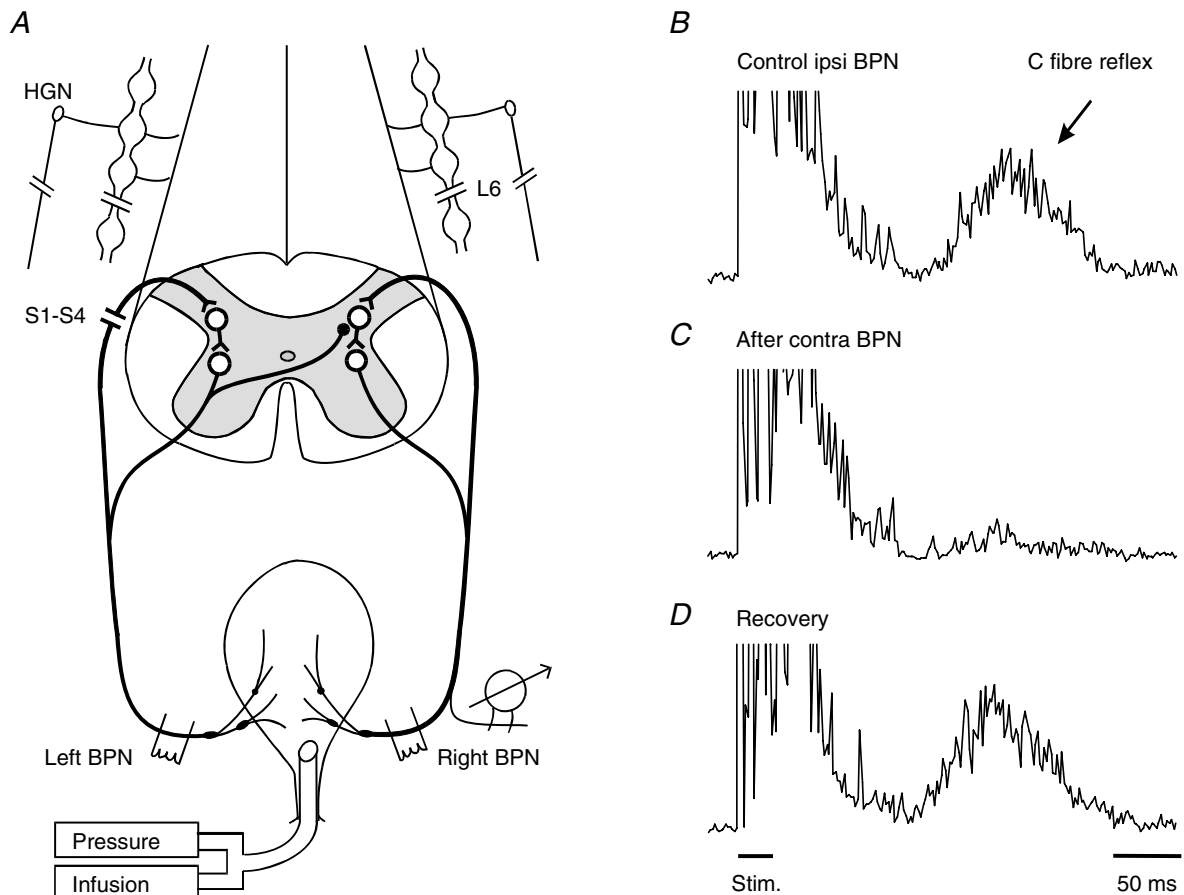 A
HGN
L6
S1-S4
Left BPN
Right BPN
Pressure
Infusion
B
Control ipsi BPN
C fibre reflex
C
After contra BPN
D
Recovery
Stim.
50 ms